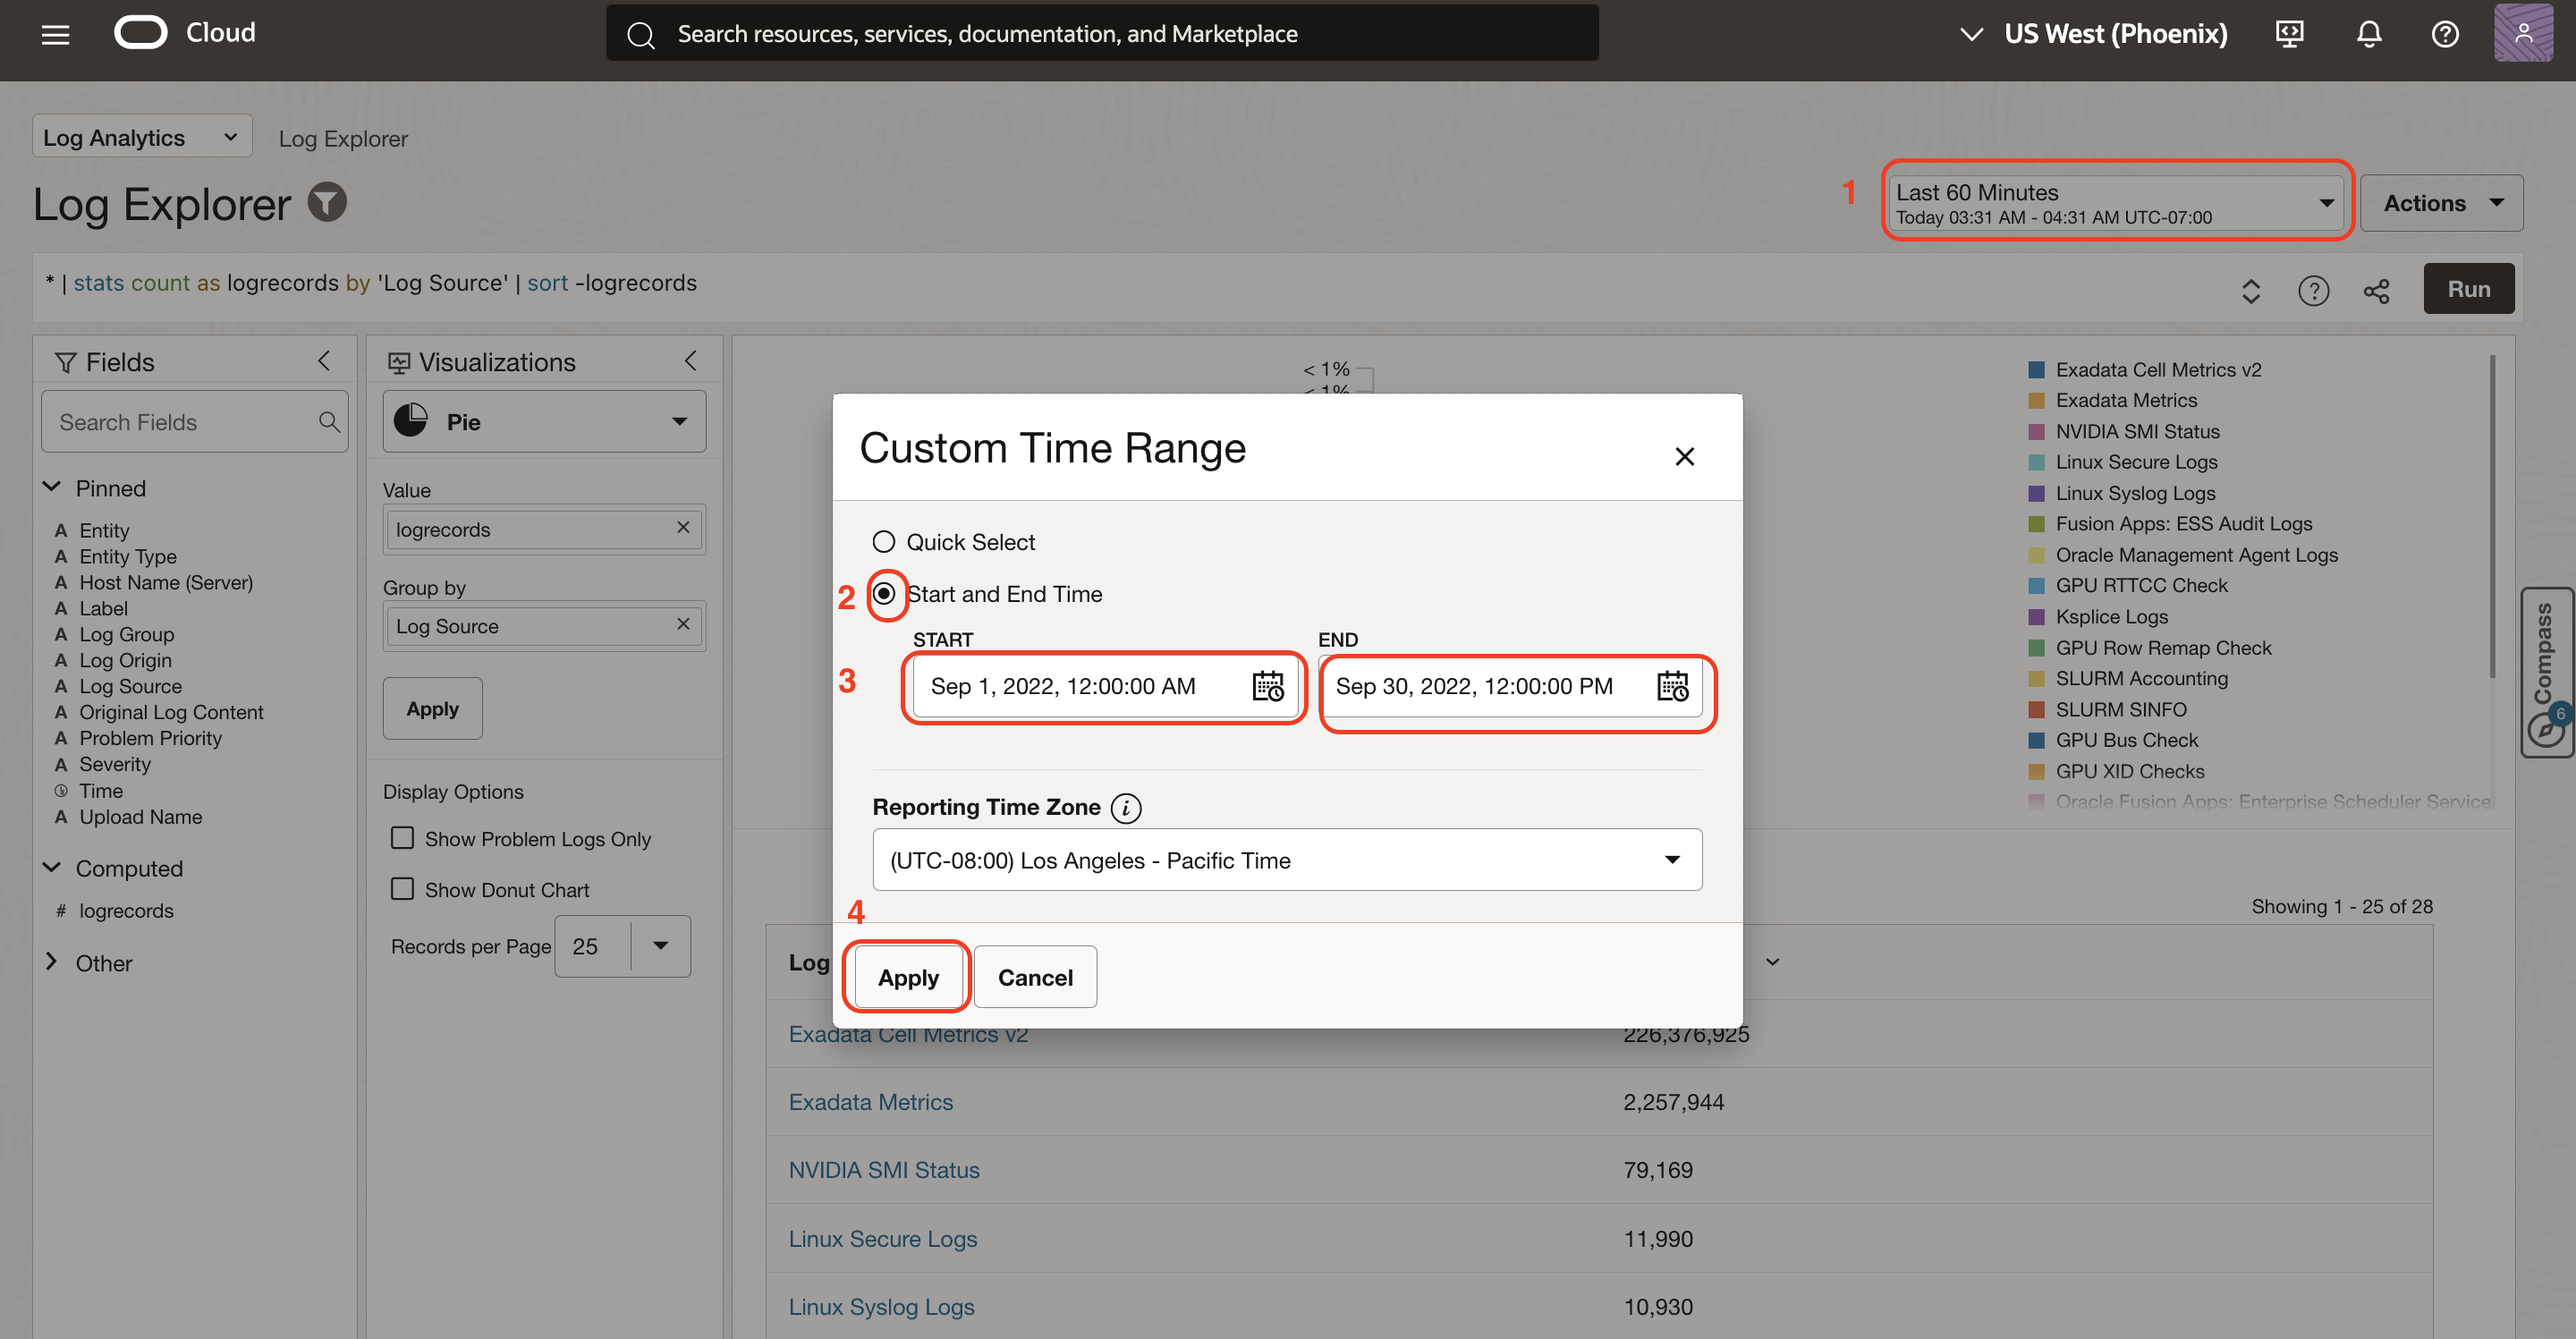 Cloud
Search resources, services, documentation, and Marketplace
US West (Phoenix)
Log Analytics
Log Explorer
Log Explorer
1
Last 60 Minutes
Today 03:31 AM - 04:31 AM UTC-07:00
Actions
* | stats count as logrecords by 'Log Source' | sort -logrecords
Run
Fields
Search Fields
Pinned
A Entity
A Entity Type
A Host Name (Server)
A Label
A Log Group
A Log Origin
A Log Source
A Original Log Content
A Problem Priority
A Severity
Time
A Upload Name
Computed
# logrecords
Other
Visualizations
Pie
Value
logrecords
Group by
Log Source
Apply
Display Options
Show Problem Logs Only
Show Donut Chart
Records per Page 25
< 1%
< 1%
Exadata Cell Metrics v2
Exadata Metrics
NVIDIA SMI Status
Linux Secure Logs
Linux Syslog Logs
Fusion Apps: ESS Audit Logs
Oracle Management Agent Logs
GPU RTTCC Check
Ksplice Logs
GPU Row Remap Check
SLURM Accounting
SLURM SINFO
GPU Bus Check
GPU XID Checks
Oracle Fusion Apps: Enterprise Scheduler Service
Compass
6
Custom Time Range
Quick Select
2
Start and End Time
START
END
3
Sep 1, 2022, 12:00:00 AM
Sep 30, 2022, 12:00:00 PM
Reporting Time Zone
(UTC-08:00) Los Angeles - Pacific Time
4
Apply
Cancel
Showing 1 - 25 of 28
Log
Exadata Cell Metrics v2 226,376,925
Exadata Metrics 2,257,944
NVIDIA SMI Status 79,169
Linux Secure Logs 11,990
Linux Syslog Logs 10,930